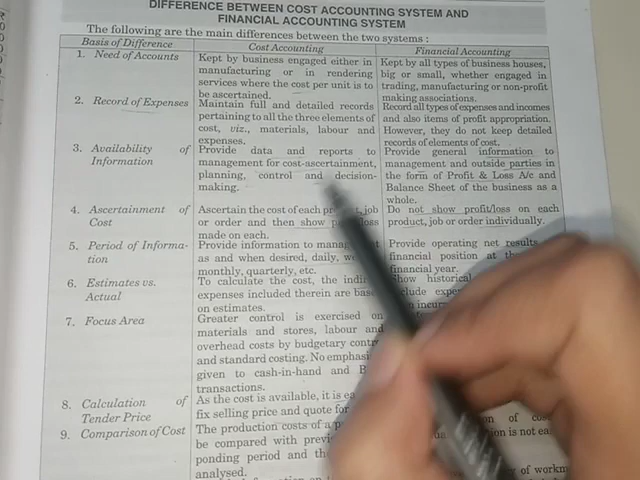 DIFFERENCE BETWEEN COST ACCOUNTING SYSTEM AND
FINANCIAL ACCOUNTING SYSTEM
The following are the main differences between the two systems :
Basis of Difference
Cost Accounting
Financial Accounting
1. Need of Accounts
Kept by business engaged either in
manufacturing or in rendering
services where the cost per unit is to
be ascertained.
Kept by all types of business houses,
big or small, whether engaged in
trading, manufacturing or non-profit
making associations.
2. Record of Expenses
Maintain full and detailed records
pertaining to all the three elements of
cost, viz., materials, labour and
expenses.
Record all types of expenses and incomes
and also items of profit appropriation.
However, they do not keep detailed
records of elements of cost.
3. Availability of
Information
Provide data and reports to
management for cost-ascertainment,
planning, control and decision-
making.
Provide general information to
management and outside parties in
the form of Profit & Loss A/c and
Balance Sheet of the business as a
whole.
4. Ascertainment of
Cost
Ascertain the cost of each job
or order and then show
made on each.
Do not show profit/loss on each
product, job or order individually.
5. Period of Informa-
tion
Provide information to
as and when desired, daily,
monthly, quarterly, etc.
Provide operating net results
financial position at
financial year.
6. Estimates vs.
Actual
To calculate the cost, the
expenses included therein are
on estimates.
historical
7. Focus Area
Greater control is exercised on
materials and stores, labour and
overhead costs by budgetary
and standard costing. No
given to cash-in-hand and
transactions.
8. Calculation of
Tender Price
As the cost is available, it is
fix selling price and quote for
9. Comparison of Cost
The production costs of a
be compared with
period and
analysed.
of
is not
of